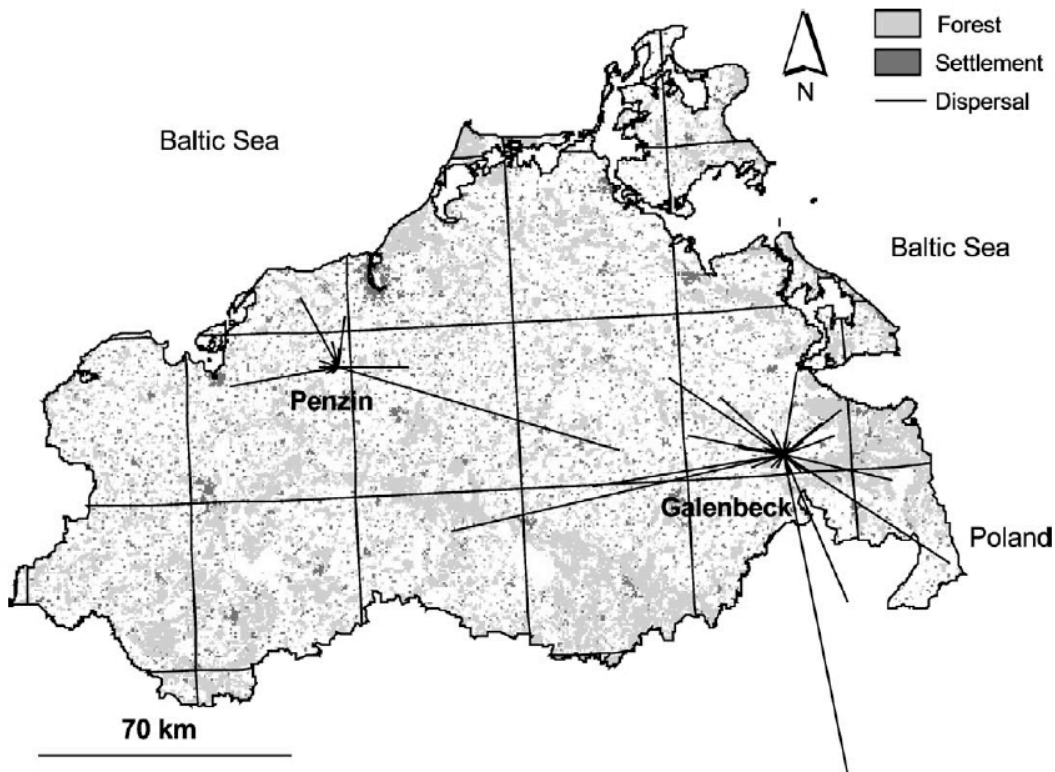 Forest
Settlement
Dispersal
N
Baltic Sea
Baltic Sea
Penzin
Galenbeck
Poland
70 km